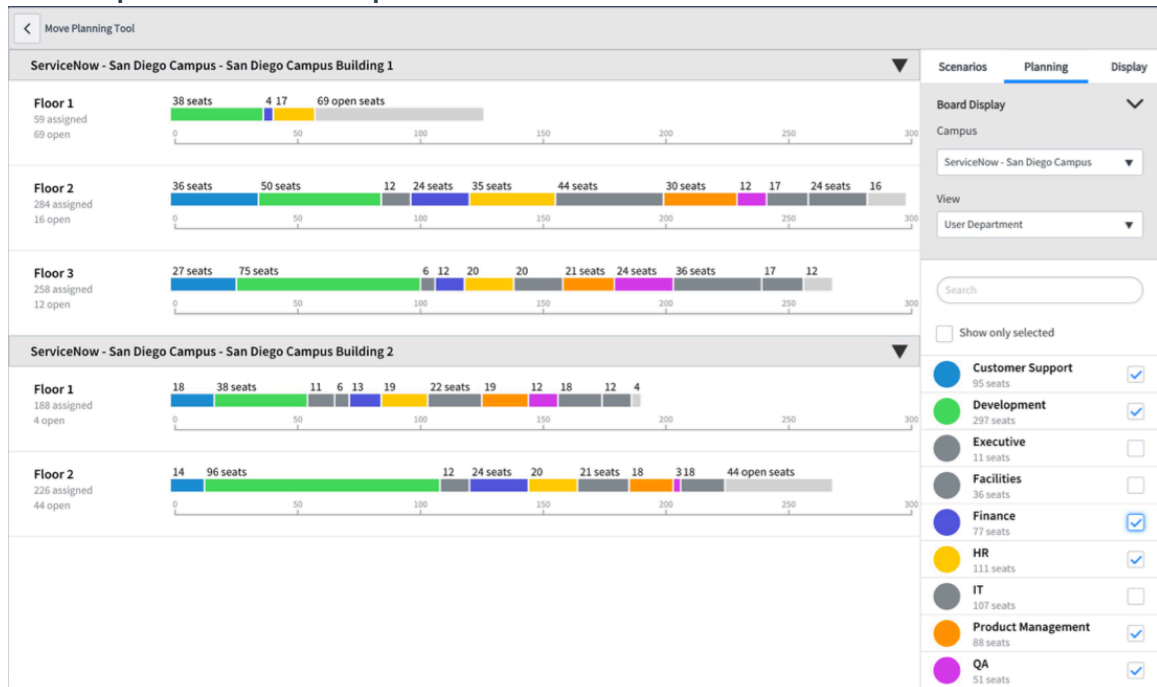 Move Planning Tool
ServiceNow - San Diego Campus - San Diego Campus Building 1
Floor 1
59 assigned
69 open
38 seats 4 17 69 open seats
0 50 100 150 200 250 300
Floor 2
284 assigned
16 open
36 seats 50 seats 12 24 seats 35 seats 44 seats 30 seats 12 17 24 seats 16
0 50 100 150 200 250 300
Floor 3
258 assigned
12 open
27 seats 75 seats 6 12 20 20 21 seats 24 seats 36 seats 17 12
0 50 100 150 200 250 300
ServiceNow - San Diego Campus - San Diego Campus Building 2
Floor 1
188 assigned
4 open
18 38 seats 11 6 13 19 22 seats 19 12 18 12 4
0 50 100 150 200 250 300
Floor 2
226 assigned
44 open
14 96 seats 12 24 seats 20 21 seats 18 3 18 44 open seats
0 50 100 150 200 250 300
Scenarios Planning Display
Board Display
Campus
ServiceNow - San Diego Campus
View
User Department
Search
Show only selected
Customer Support
95 seats
Development
297 seats
Executive
11 seats
Facilities
36 seats
Finance
77 seats
HR
111 seats
IT
107 seats
Product Management
88 seats
QA
51 seats